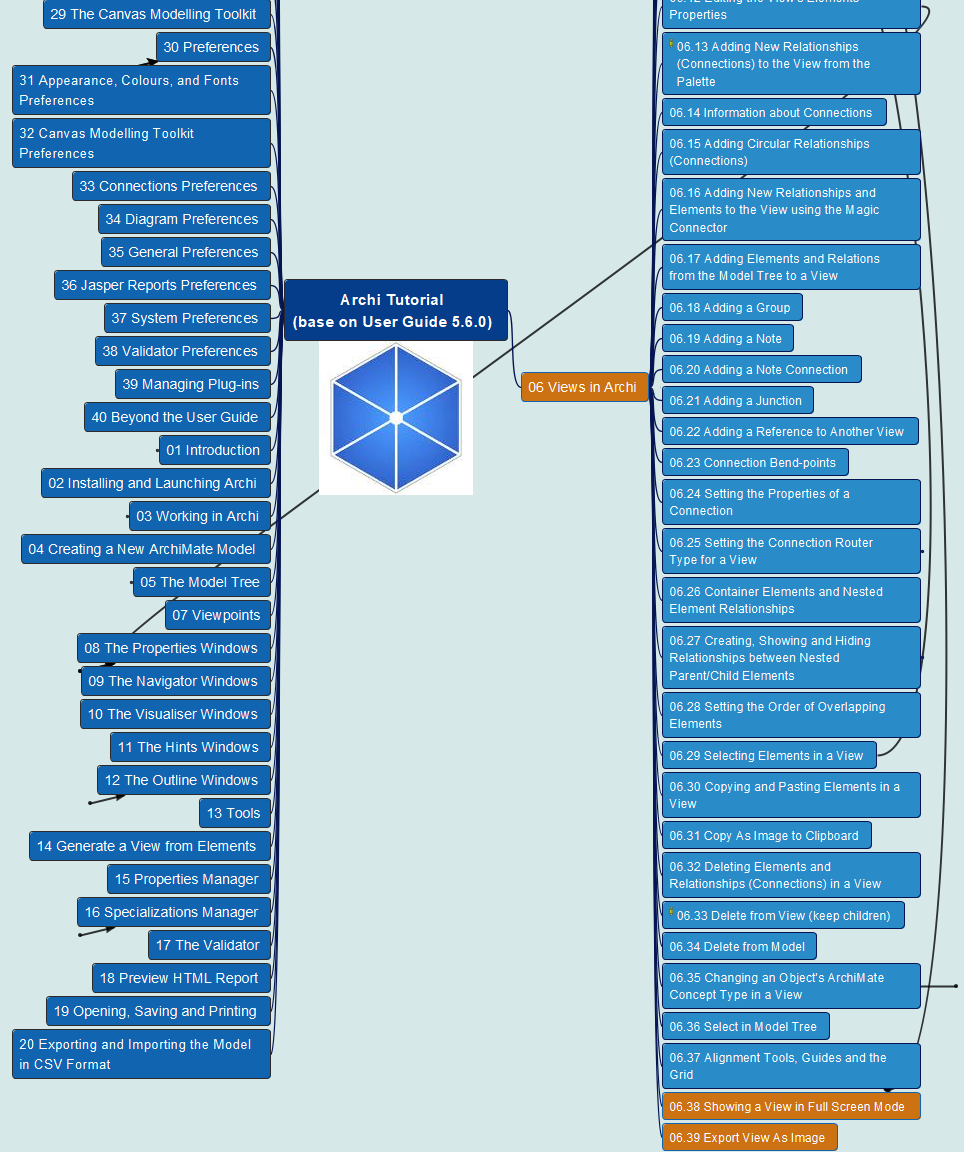 29 The Canvas Modelling Toolkit
30 Preferences
31 Appearance, Colours, and Fonts
Preferences
32 Canvas Modelling Toolkit
Preferences
33 Connections Preferences
34 Diagram Preferences
35 General Preferences
36 Jasper Reports Preferences
37 System Preferences
38 Validator Preferences
39 Managing Plug-ins
40 Beyond the User Guide
01 Introduction
02 Installing and Launching Archi
03 Working in Archi
04 Creating a New ArchiMate Model
05 The Model Tree
07 Viewpoints
08 The Properties Windows
09 The Navigator Windows
10 The Visualiser Windows
11 The Hints Windows
12 The Outline Windows
13 Tools
14 Generate a View from Elements
15 Properties Manager
16 Specializations Manager
17 The Validator
18 Preview HTML Report
19 Opening, Saving and Printing
20 Exporting and Importing the Model
in CSV Format
Archi Tutorial
(base on User Guide 5.6.0)
06 Views in Archi
06.12 Editing the View's Elements
Properties
06.13 Adding New Relationships
(Connections) to the View from the
Palette
06.14 Information about Connections
06.15 Adding Circular Relationships
(Connections)
06.16 Adding New Relationships and
Elements to the View using the Magic
Connector
06.17 Adding Elements and Relations
from the Model Tree to a View
06.18 Adding a Group
06.19 Adding a Note
06.20 Adding a Note Connection
06.21 Adding a Junction
06.22 Adding a Reference to Another View
06.23 Connection Bend-points
06.24 Setting the Properties of a
Connection
06.25 Setting the Connection Router
Type for a View
06.26 Container Elements and Nested
Element Relationships
06.27 Creating, Showing and Hiding
Relationships between Nested
Parent/Child Elements
06.28 Setting the Order of Overlapping
Elements
06.29 Selecting Elements in a View
06.30 Copying and Pasting Elements in a
View
06.31 Copy As Image to Clipboard
06.32 Deleting Elements and
Relationships (Connections) in a View
06.33 Delete from View (keep children)
06.34 Delete from Model
06.35 Changing an Object's ArchiMate
Concept Type in a View
06.36 Select in Model Tree
06.37 Alignment Tools, Guides and the
Grid
06.38 Showing a View in Full Screen Mode
06.39 Export View As Image